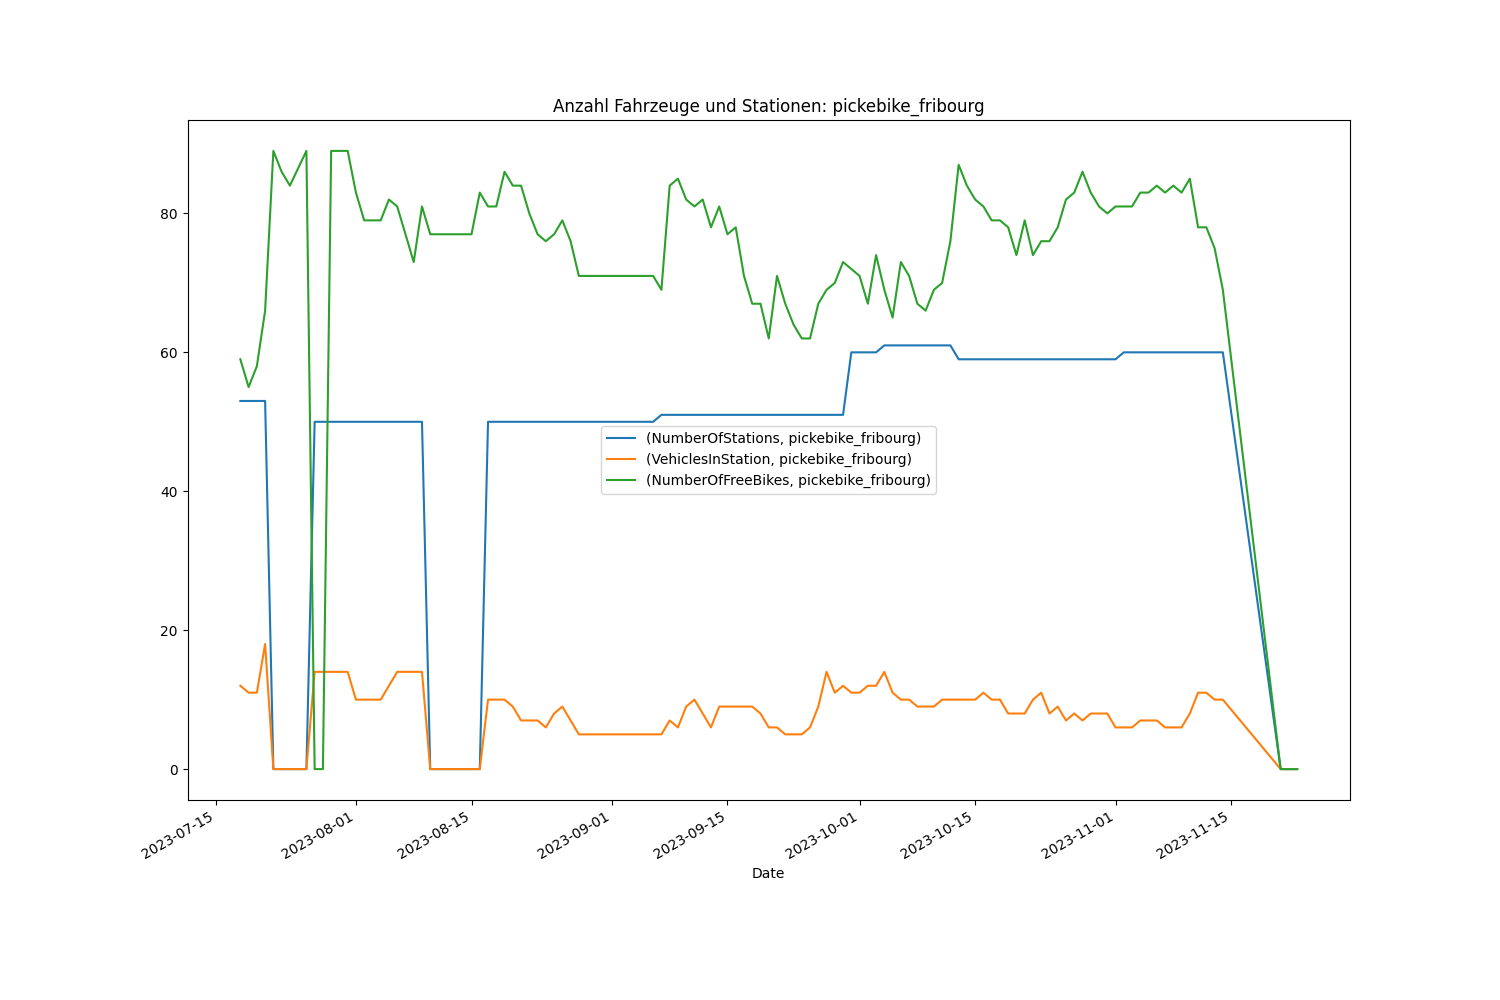 Anzahl Fahrzeuge und Stationen: pickebike_fribourg
80
60
40
20
0
(NumberOfStations, pickebike_fribourg)
(VehiclesInStation, pickebike_fribourg)
(NumberOfFreeBikes, pickebike_fribourg)
2023-07-15
2023-08-01
2023-08-15
2023-09-01
2023-09-15
2023-10-01
2023-10-15
2023-11-01
2023-11-15
Date